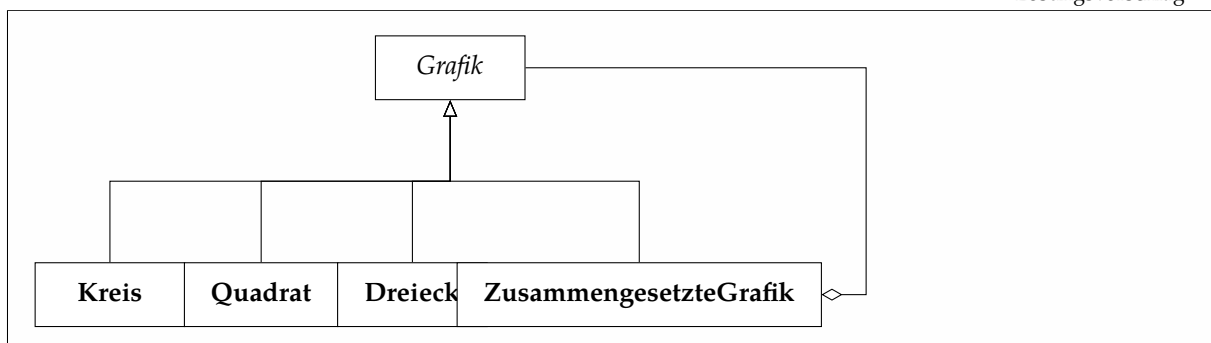 Grafik
Kreis
Quadrat
Dreieck
ZusammengesetzteGrafik